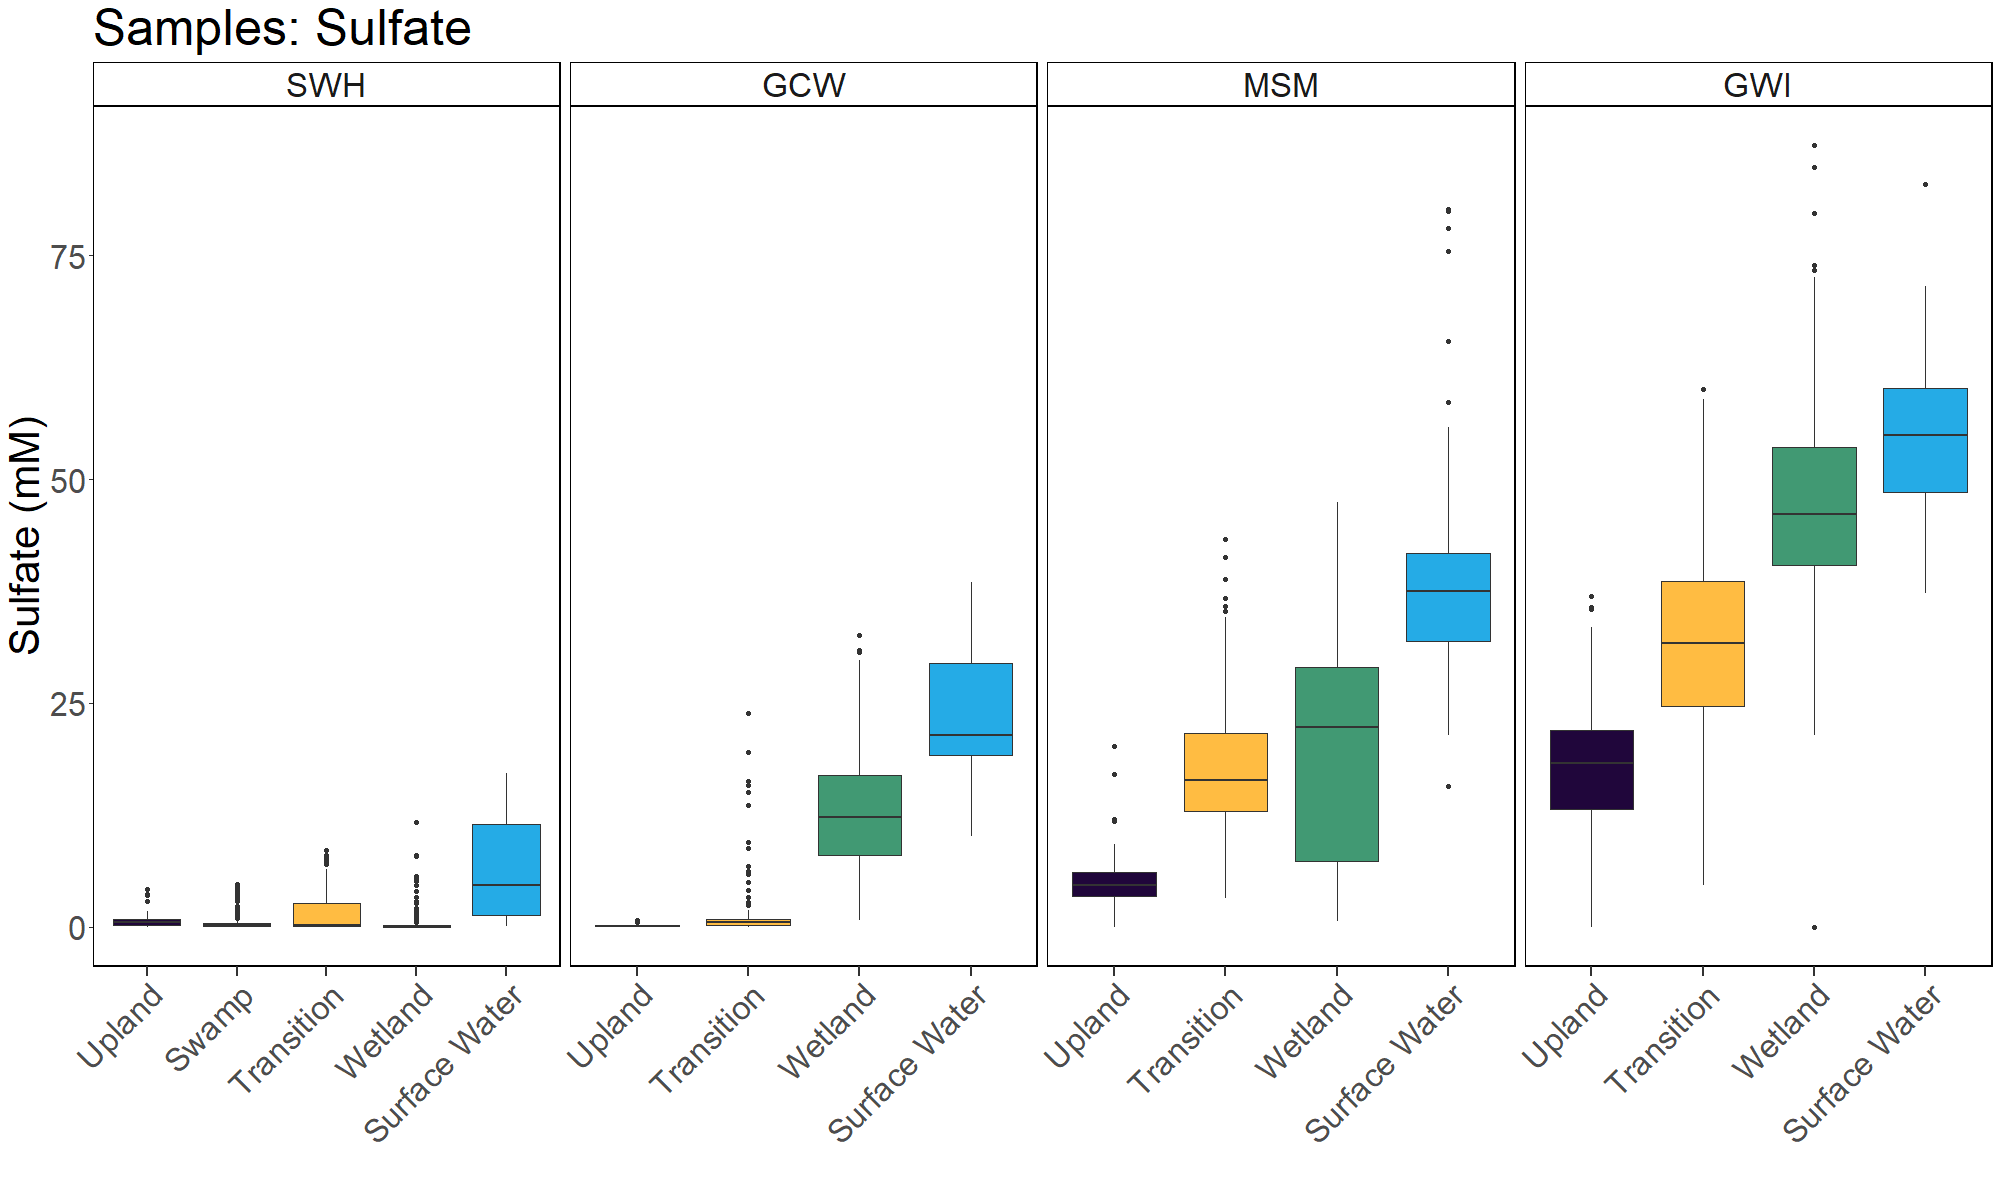 Samples: Sulfate
SWH
GCW
MSM
GWI
Sulfate (mM)
75
50
25
0
Upland
Swamp
Transition
Wetland
Surface Water
Upland
Transition
Wetland
Surface Water
Upland
Transition
Wetland
Surface Water
Upland
Transition
Wetland
Surface Water